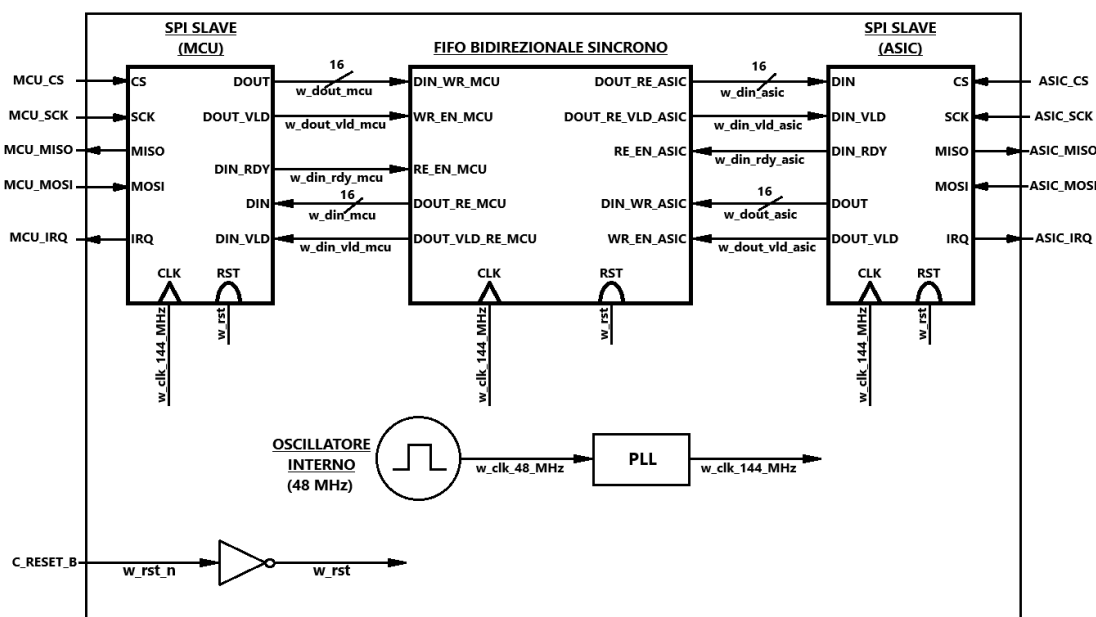 SPI SLAVE
(MCU)
FIFO BIDIREZIONALE SINCRONO
SPI SLAVE
(ASIC)
MCU_CS
MCU_SCK
MCU_MISO
MCU_MOSI
MCU_IRQ
CS
SCK
MISO
MOSI
IRQ
DOUT
DOUT_VLD
DIN_RDY
DIN
DIN_VLD
CLK
RST
w_clk_144_MHz
w_rst
16
w_dout_mcu
w_dout_vld_mcu
w_din_rdy_mcu
16
w_din_mcu
w_din_vld_mcu
DIN_WR_MCU
WR_EN_MCU
RE_EN_MCU
DOUT_RE_MCU
DOUT_VLD_RE_MCU
DOUT_RE_ASIC
DOUT_RE_VLD_ASIC
RE_EN_ASIC
DIN_WR_ASIC
WR_EN_ASIC
CLK
RST
w_clk_144_MHz
w_rst
16
w_din_asic
w_din_vld_asic
w_din_rdy_asic
16
w_dout_asic
w_dout_vld_asic
DIN
DIN_VLD
DIN_RDY
DOUT
DOUT_VLD
CS
SCK
MISO
MOSI
IRQ
CLK
RST
w_clk_144_MHz
w_rst
ASIC_CS
ASIC_SCK
ASIC_MISO
ASIC_MOSI
ASIC_IRQ
OSCILLATORE
INTERNO
(48 MHz)
w_clk_48_MHz
PLL
w_clk_144_MHz
C_RESET_B
w_rst_n
w_rst